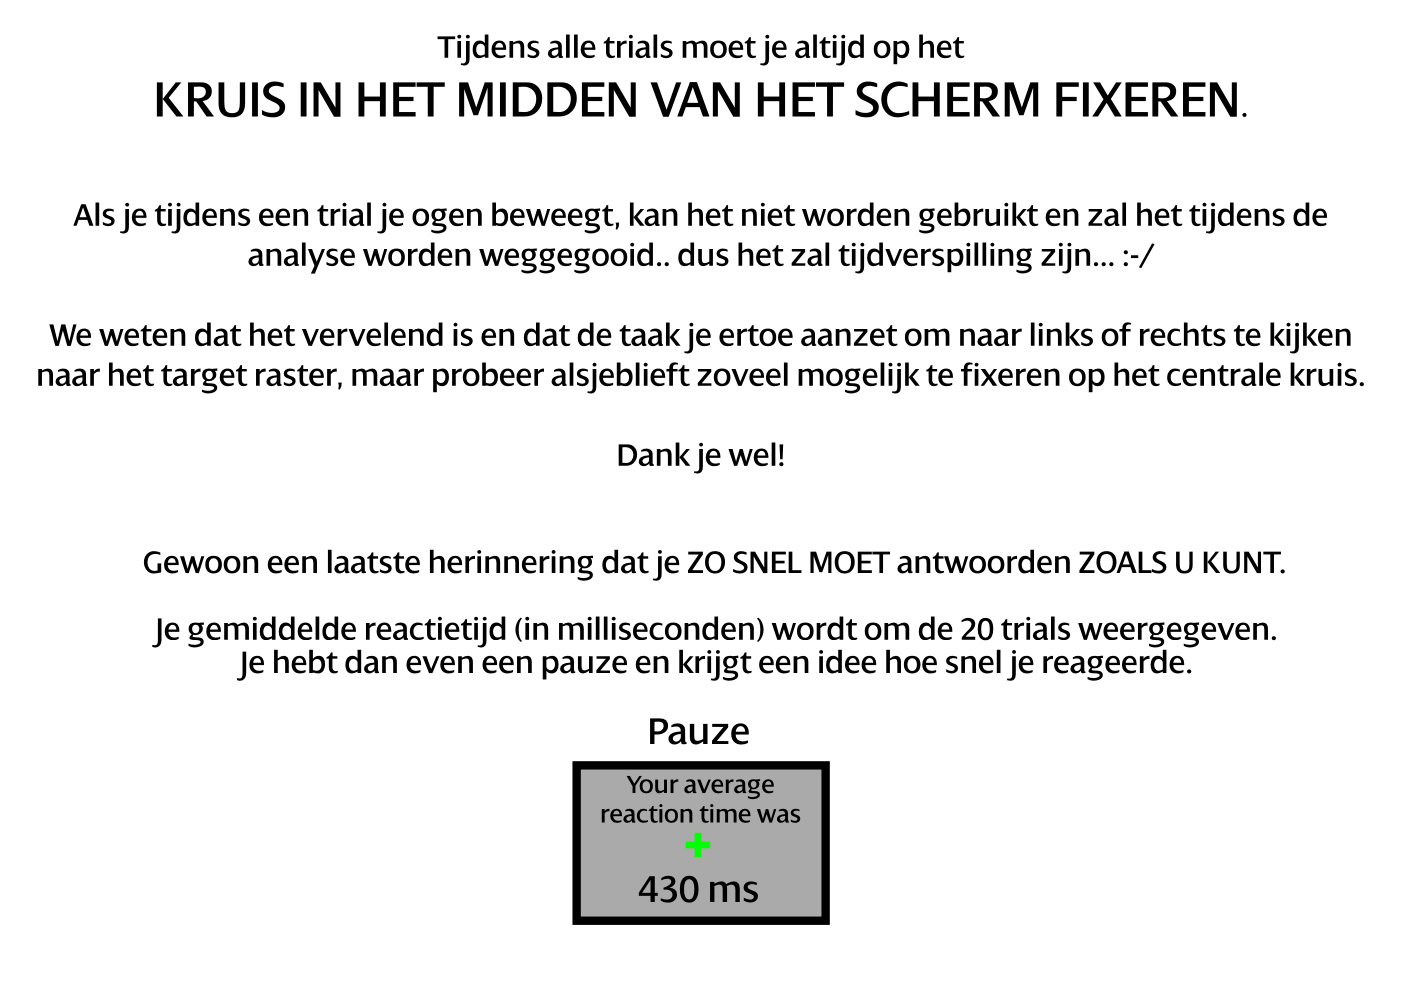 Tijdens alle trials moet je altijd op het
KRUIS IN HET MIDDEN VAN HET SCHERM FIXEREN.
Als je tijdens een trial je ogen beweegt, kan het niet worden gebruikt en zal het tijdens de
analyse worden weggegooid.. dus het zal tijdverspilling zijn... :-/
We weten dat het vervelend is en dat de taak je ertoe aanzet om naar links of rechts te kijken
naar het target raster, maar probeer alsjeblieft zoveel mogelijk te fixeren op het centrale kruis.
Dank je wel!
Gewoon een laatste herinnering dat je ZO SNEL MOET antwoorden ZOALS U KUNT.
Je gemiddelde reactietijd (in milliseconden) wordt om de 20 trials weergegeven.
Je hebt dan even een pauze en krijgt een idee hoe snel je reageerde.
Pauze
Your average
reaction time was
430 ms